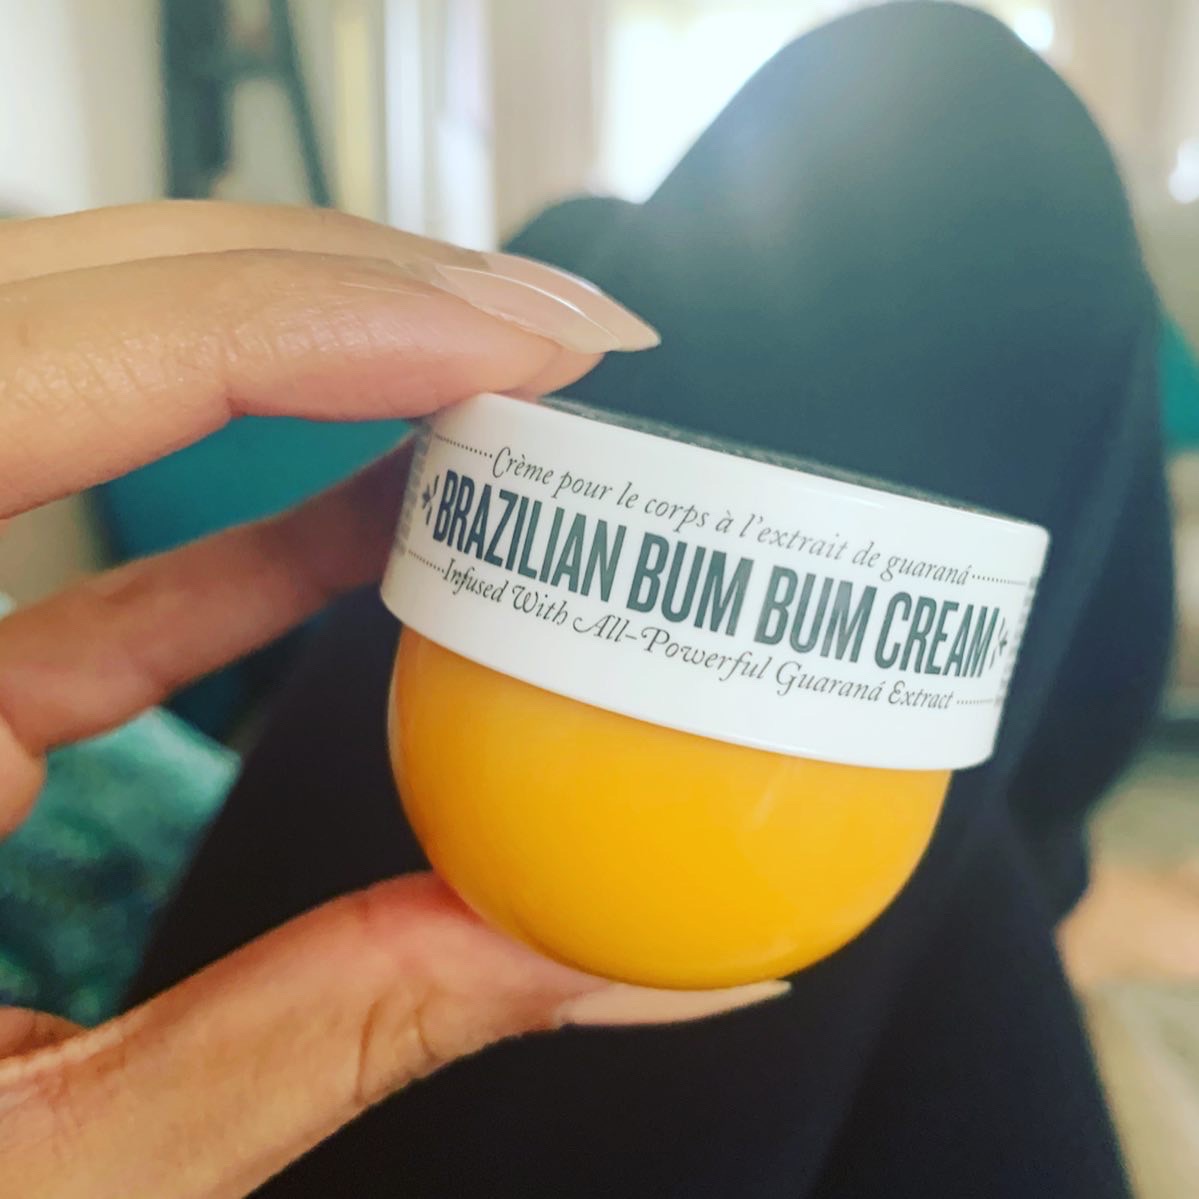 Crème pour le corps à l'extrait de guaraná
BRAZILIAN BUM BUM CREAM
Infused With All-Powerful Guaraná Extract